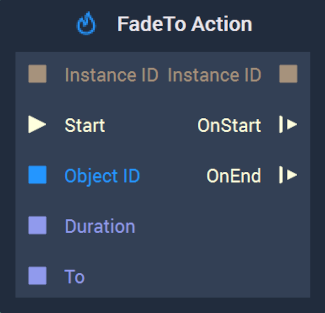 FadeTo Action
Instance ID Instance ID
Start OnStart
Object ID OnEnd
Duration
To